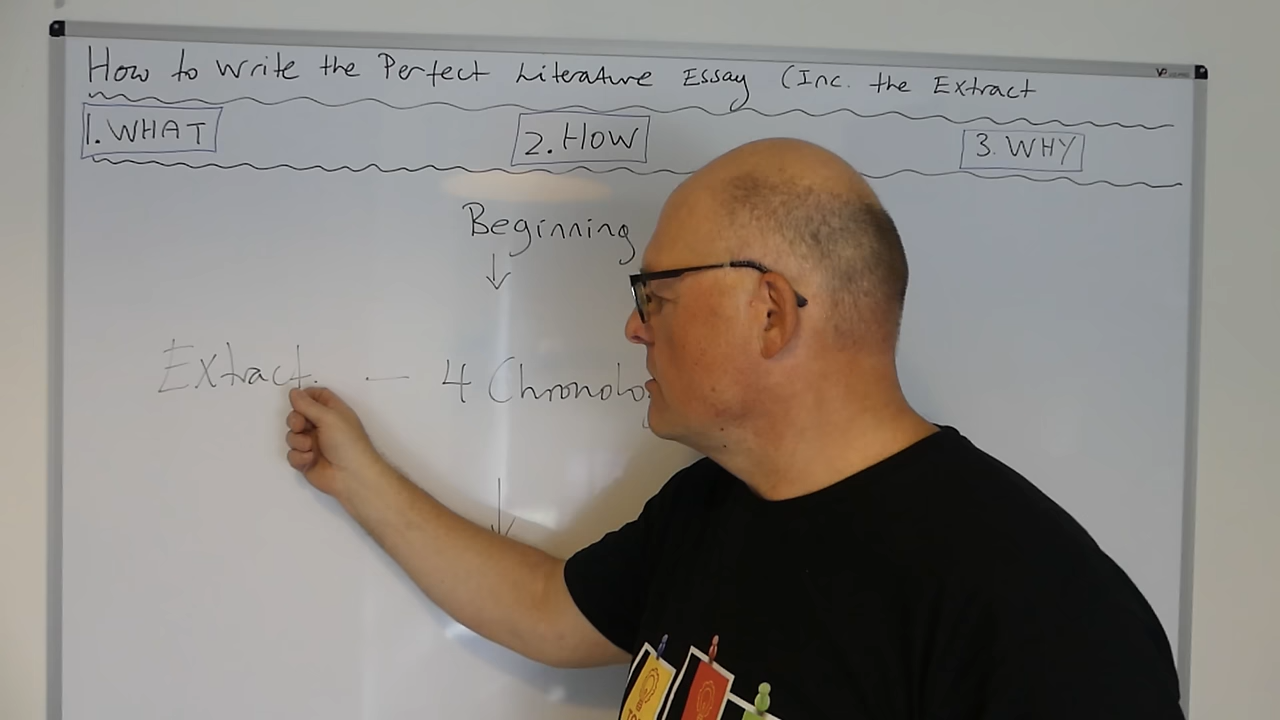 How to Write the Perfect Literature Essay (Inc. the Extract
1. WHAT 2. HOW 3. WHY
Beginning
Extract — 4 Chronolo